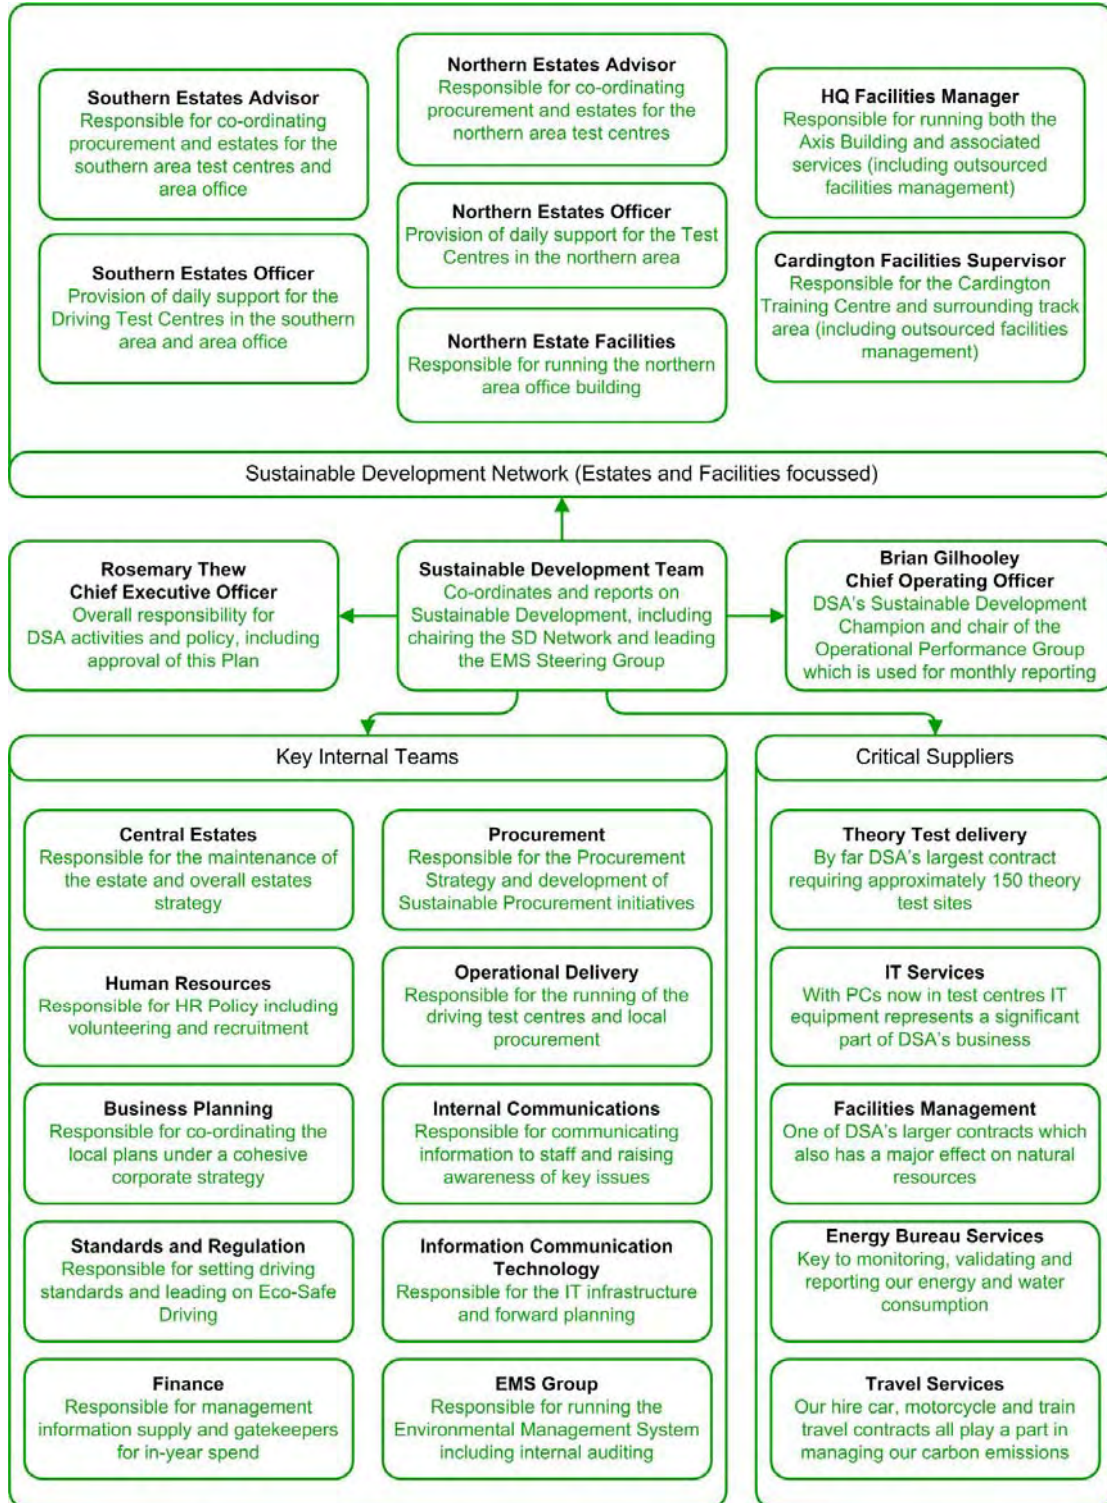 Southern Estates Advisor
Responsible for co-ordinating
procurement and estates for the
southern area test centres and
area office
Southern Estates Officer
Provision of daily support for the
Driving Test Centres in the southern
area and area office
Northern Estates Advisor
Responsible for co-ordinating
procurement and estates for the
northern area test centres
Northern Estates Officer
Provision of daily support for the Test
Centres in the northern area
Northern Estate Facilities
Responsible for running the northern
area office building
HQ Facilities Manager
Responsible for running both the
Axis Building and associated
services (including outsourced
facilities management)
Cardington Facilities Supervisor
Responsible for the Cardington
Training Centre and surrounding track
area (including outsourced facilities
management)
Sustainable Development Network (Estates and Facilities focussed)
Rosemary Thew
Chief Executive Officer
Overall responsibility for
DSA activities and policy, including
approval of this Plan
Sustainable Development Team
Co-ordinates and reports on
Sustainable Development, including
chairing the SD Network and leading
the EMS Steering Group
Brian Gilhooley
Chief Operating Officer
DSA's Sustainable Development
Champion and chair of the
Operational Performance Group
which is used for monthly reporting
Key Internal Teams
Central Estates
Responsible for the maintenance of
the estate and overall estates
strategy
Procurement
Responsible for the Procurement
Strategy and development of
Sustainable Procurement initiatives
Human Resources
Responsible for HR Policy including
volunteering and recruitment
Operational Delivery
Responsible for the running of the
driving test centres and local
procurement
Business Planning
Responsible for co-ordinating the
local plans under a cohesive
corporate strategy
Internal Communications
Responsible for communicating
information to staff and raising
awareness of key issues
Standards and Regulation
Responsible for setting driving
standards and leading on Eco-Safe
Driving
Information Communication
Technology
Responsible for the IT infrastructure
and forward planning
Finance
Responsible for management
information supply and gatekeepers
for in-year spend
EMS Group
Responsible for running the
Environmental Management System
including internal auditing
Critical Suppliers
Theory Test delivery
By far DSA's largest contract
requiring approximately 150 theory
test sites
IT Services
With PCs now in test centres IT
equipment represents a significant
part of DSA's business
Facilities Management
One of DSA's larger contracts which
also has a major effect on natural
resources
Energy Bureau Services
Key to monitoring, validating and
reporting our energy and water
consumption
Travel Services
Our hire car, motorcycle and train
travel contracts all play a part in
managing our carbon emissions